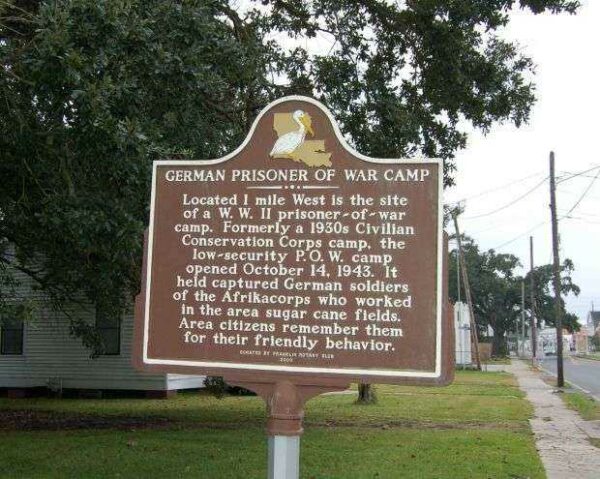 GERMAN PRISONER OF WAR CAMP
Located 1 mile West is the site
of a W. W. II prisoner-of-war
camp. Formerly a 1930s Civilian
Conservation Corps camp, the
low-security P.O.W. camp
opened October 14, 1943. It
held captured German soldiers
of the Afrikacorps who worked
in the area sugar cane fields.
Area citizens remember them
for their friendly behavior.
DONATED BY FRANKLIN ROTARY CLUB